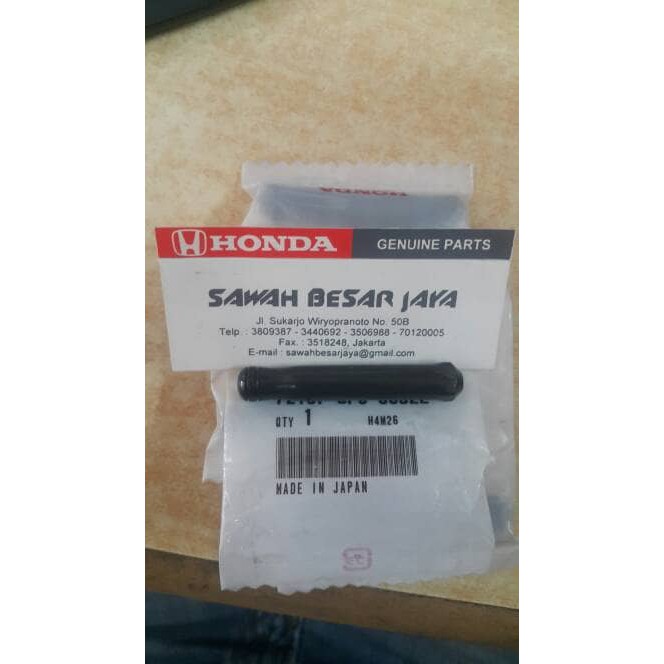 HONDA
HONDA GENUINE PARTS
SAWAH BESAR JAYA
Jl. Sukarjo Wiryopranoto No. 50B
Telp. : 3809387 - 3440692 - 3506988 - 70120005
Fax. : 3518248, Jakarta
E-mail : sawahbesarjaya@gmail.com
QTY 1 H4M26
MADE IN JAPAN